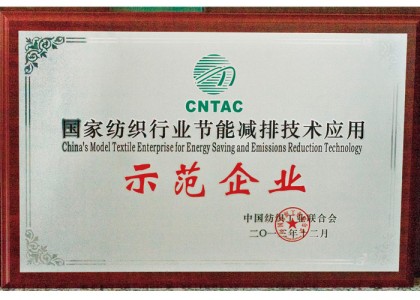 CNTAC
国家纺织行业节能减排技术应用
China's Model Textile Enterprise for Energy Saving and Emissions Reduction Technology
示范企业
中国纺织工业联合会
二〇一三年十二月